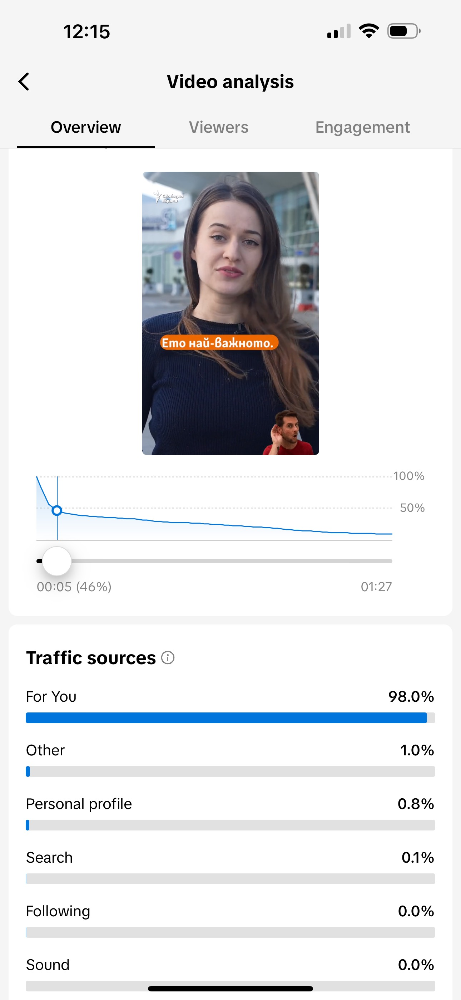 12:15
Video analysis
Overview
Viewers
Engagement
Свободна
Европа
Ето най-важното.
100%
50%
00:05 (46%)
01:27
Traffic sources
For You
98.0%
Other
1.0%
Personal profile
0.8%
Search
0.1%
Following
0.0%
Sound
0.0%